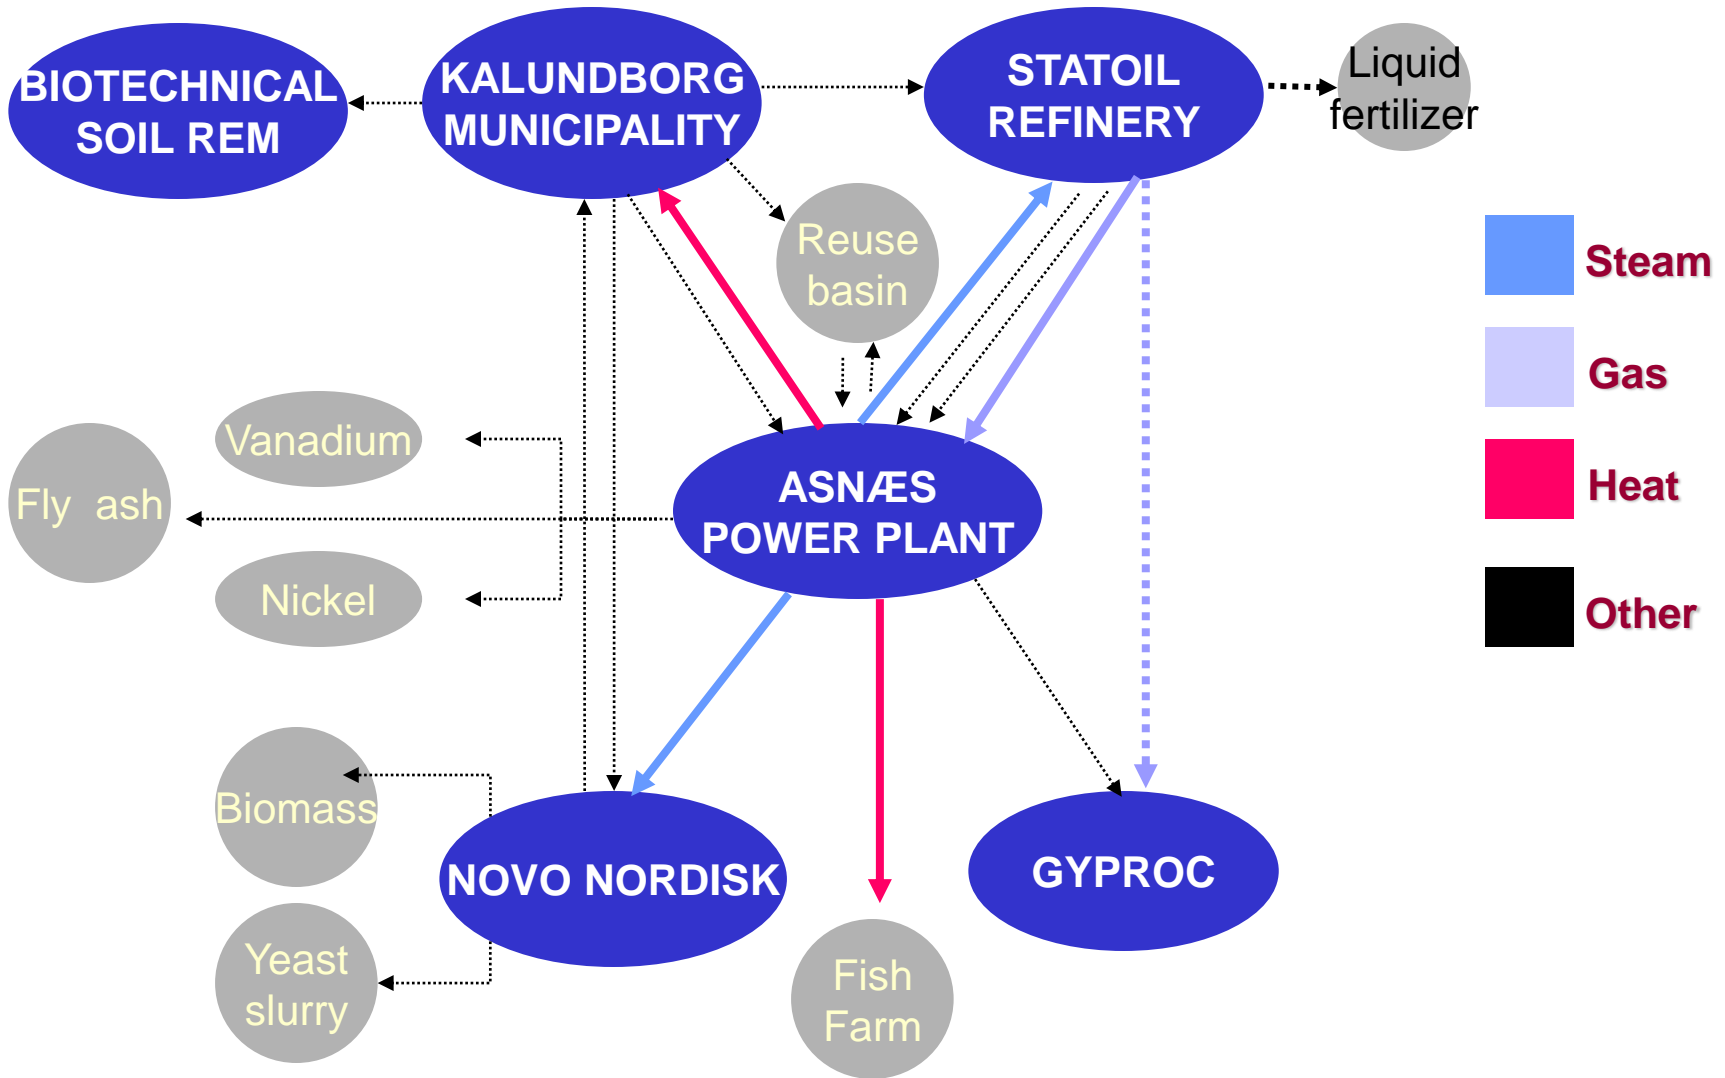 BIOTECHNICAL
SOIL REM
KALUNDBORG
MUNICIPALITY
STATOIL
REFINERY
Liquid
fertilizer
Reuse
basin
Steam
Gas
Heat
Other
Vanadium
Fly ash
Nickel
ASNÆS
POWER PLANT
Biomass
NOVO NORDISK
GYPROC
Yeast
slurry
Fish
Farm